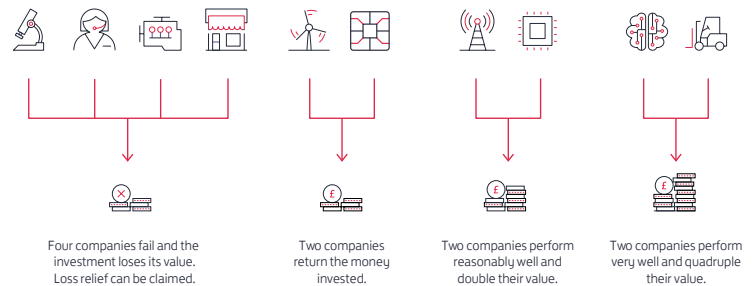 £
£
£
Four companies fail and the
investment loses its value.
Loss relief can be claimed.
Two companies
return the money
invested.
Two companies perform
reasonably well and
double their value.
Two companies perform
very well and quadruple
their value.